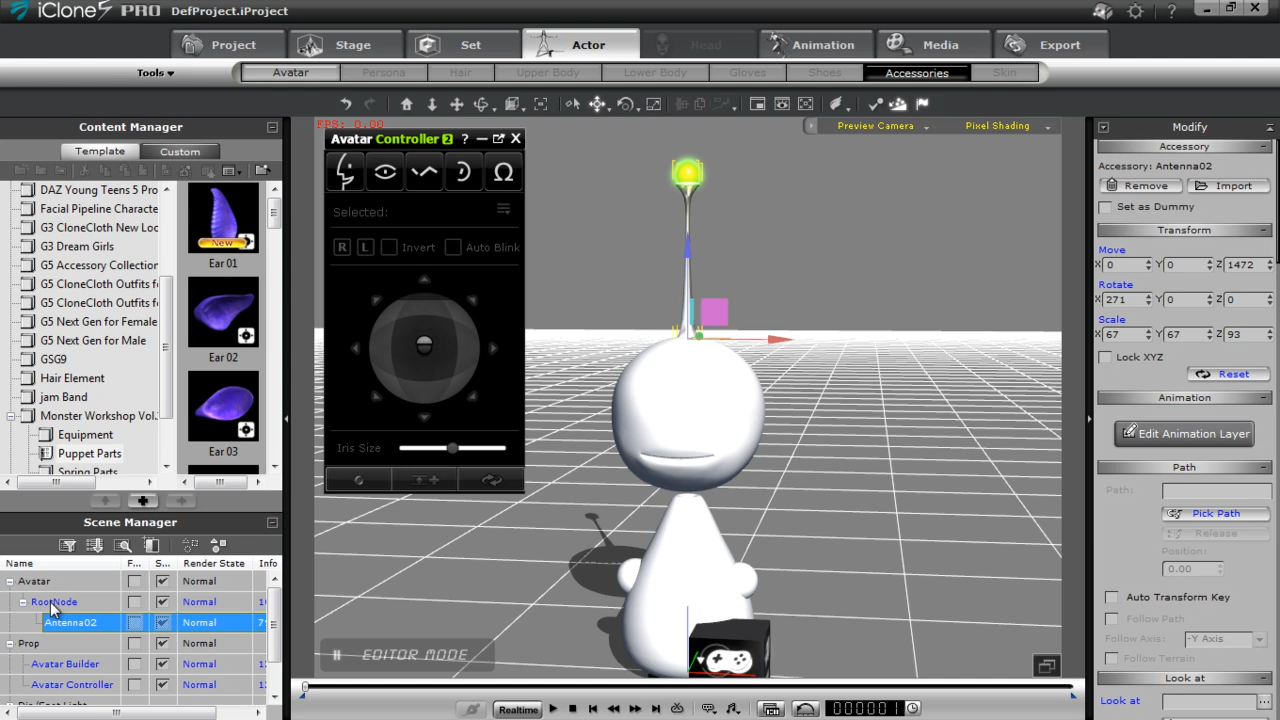 iClone5 PRO DefProject.iProject
Project Stage Set Actor Head Animation Media Export
Tools Avatar Persona Hair Upper Body Lower Body Gloves Shoes Accessories Skin
Content Manager
Template Custom
DAZ Young Teens 5 Pro
Facial Pipeline Characte
G3 CloneCloth New Loc
G3 Dream Girls
G5 Accessory Collection
G5 CloneCloth Outfits fo
G5 CloneCloth Outfits fo
G5 Next Gen for Female
G5 Next Gen for Male
GSG9
Hair Element
jam Band
Monster Workshop Vol.
Equipment
Puppet Parts
Spring Parts
New
Ear 01
Ear 02
Ear 03
Scene Manager
Name F... S... Render State Info
Avatar Normal
RootNode Normal
Antenna02 Normal
Prop Normal
Avatar Builder Normal
Avatar Controller Normal
FPS: 0.00
Preview Camera Pixel Shading
Avatar Controller 2 ?
Selected:
R L Invert Auto Blink
Iris Size
EDITOR MODE
Realtime
000001
Modify
Accessory
Accessory: Antenna02
Remove Import
Set as Dummy
Transform
Move
X 0 Y 0 Z 1472
Rotate
X 271 Y 0 Z 0
Scale
X 67 Y 67 Z 93
Lock XYZ
Reset
Animation
Edit Animation Layer
Path
Path:
Pick Path
Release
Position:
0.00
Auto Transform Key
Follow Path
Follow Axis: -Y Axis
Follow Terrain
Look at
Look at